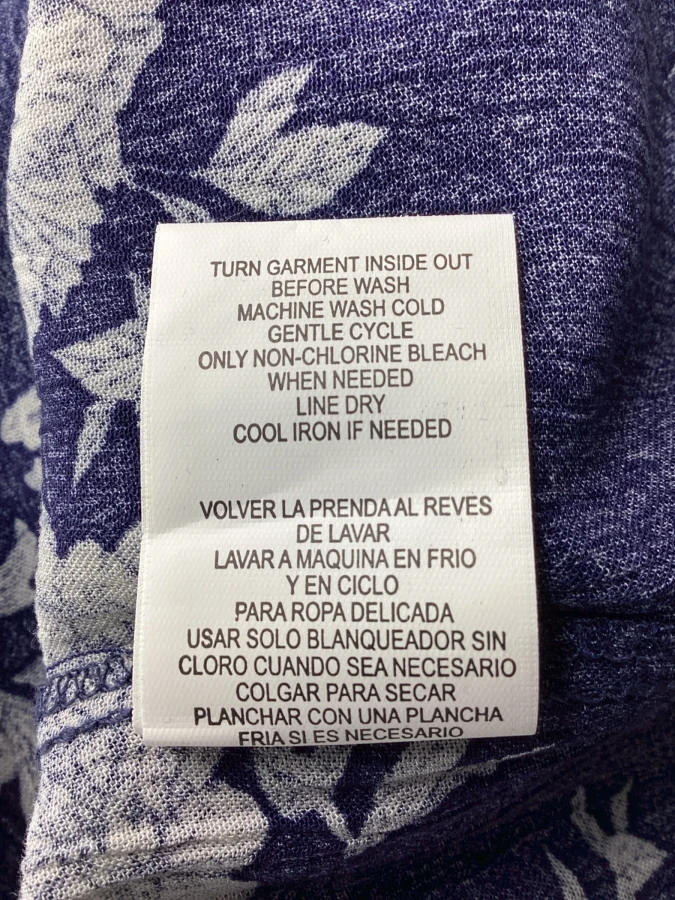 TURN GARMENT INSIDE OUT
BEFORE WASH
MACHINE WASH COLD
GENTLE CYCLE
ONLY NON-CHLORINE BLEACH
WHEN NEEDED
LINE DRY
COOL IRON IF NEEDED
VOLVER LA PRENDA AL REVES
DE LAVAR
LAVAR A MAQUINA EN FRIO
Y EN CICLO
PARA ROPA DELICADA
USAR SOLO BLANQUEADOR SIN
CLORO CUANDO SEA NECESARIO
COLGAR PARA SECAR
PLANCHAR CON UNA PLANCHA
FRIA SI ES NECESARIO